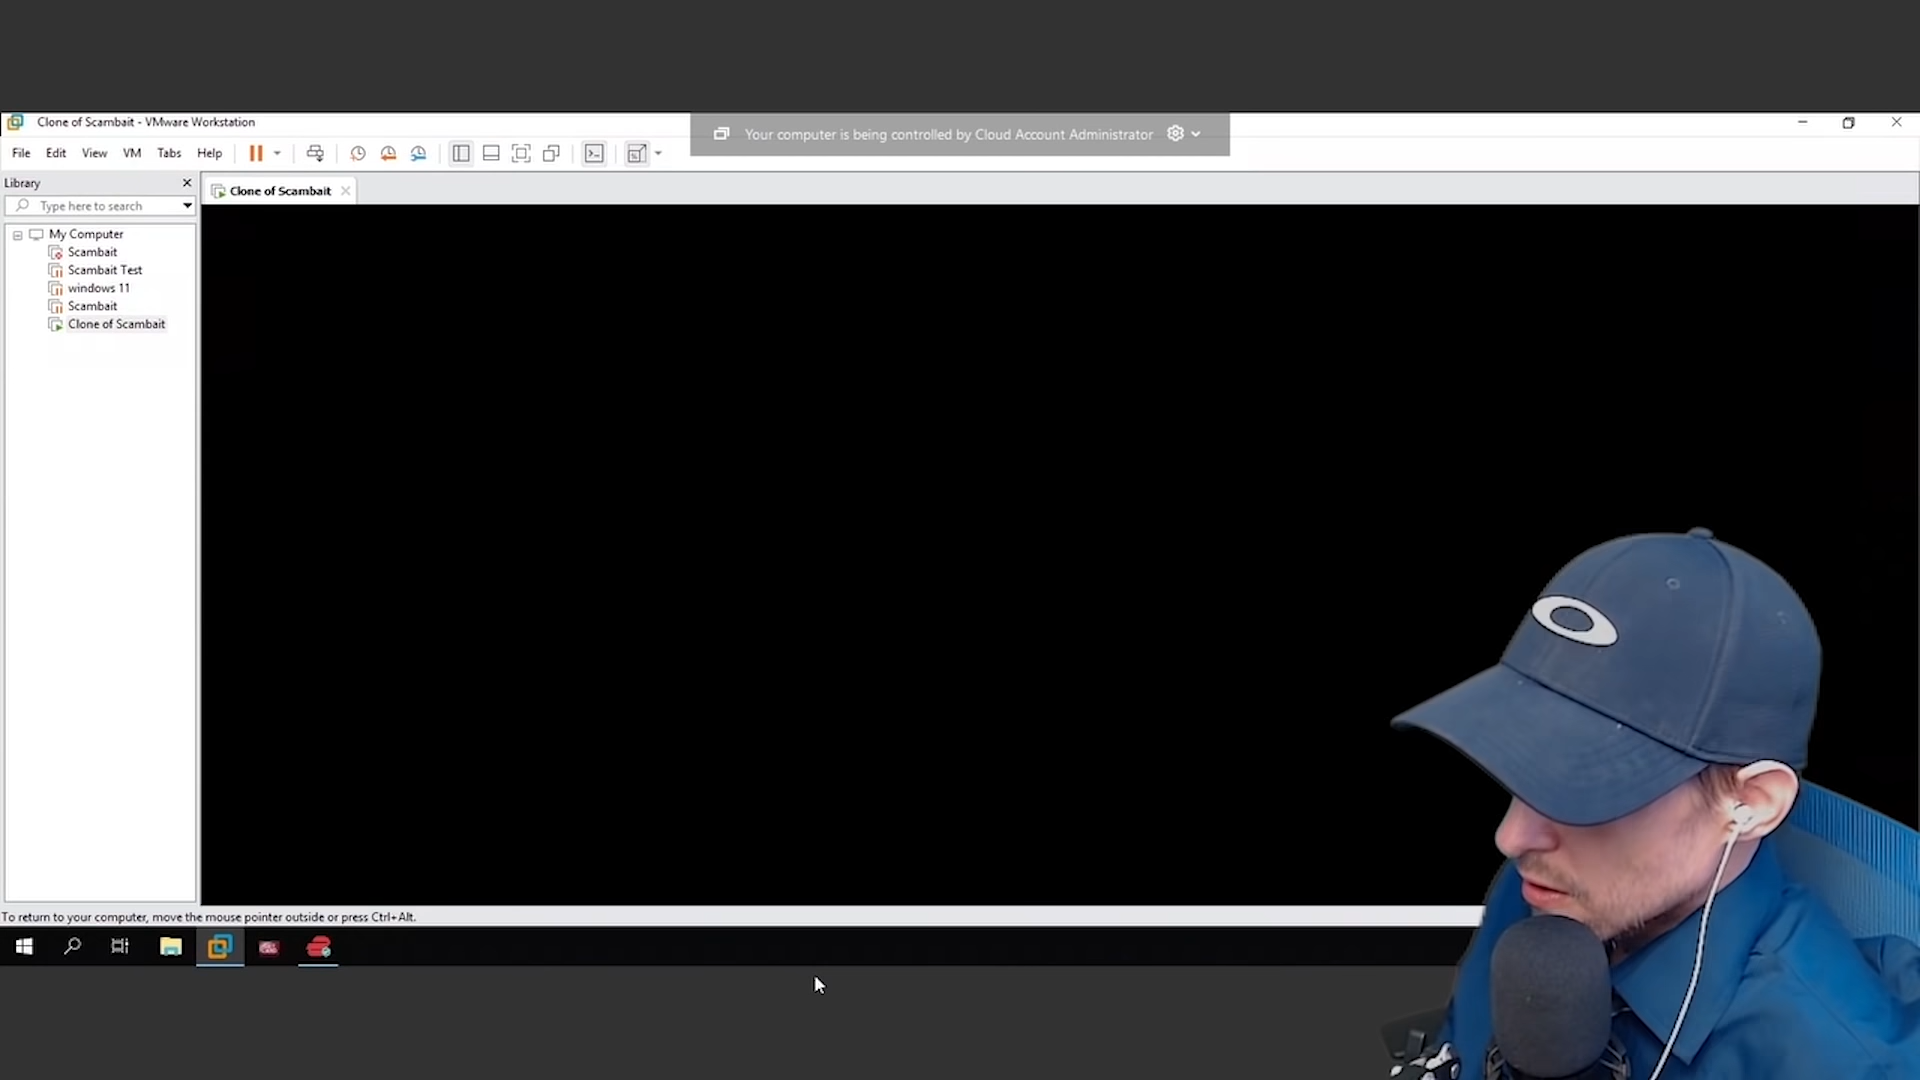 Clone of Scambait - VMware Workstation
Your computer is being controlled by Cloud Account Administrator
File Edit View VM Tabs Help
Library
Clone of Scambait
Type here to search
My Computer
Scambait
Scambait Test
windows 11
Scambait
Clone of Scambait
To return to your computer, move the mouse pointer outside or press Ctrl+Alt.